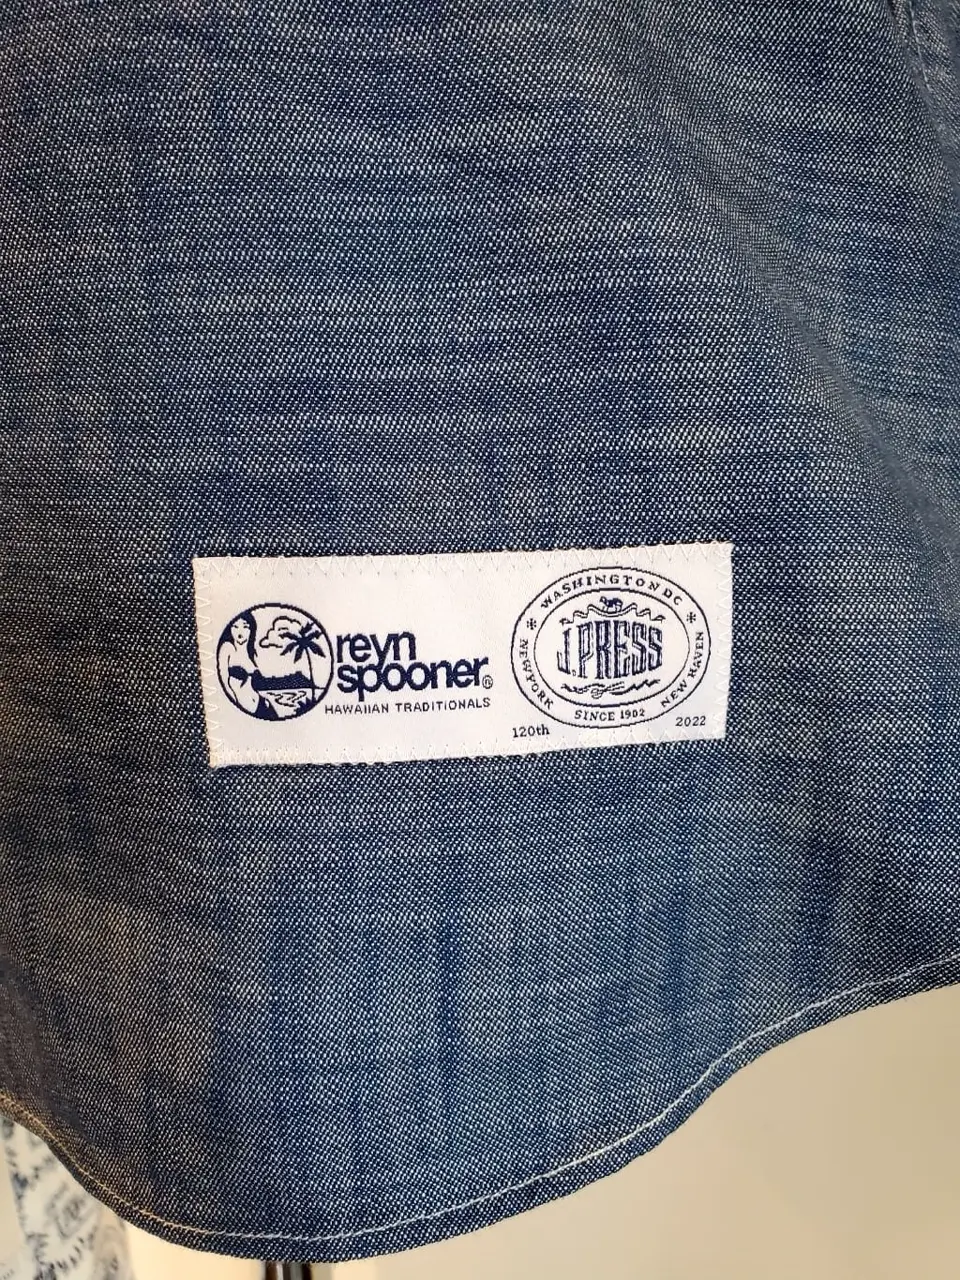 reyn
spooner®
HAWAIIAN TRADITIONALS
WASHINGTON DC
NEW YORK
J.PRESS
NEW HAVEN
SINCE 1902
120th
2022